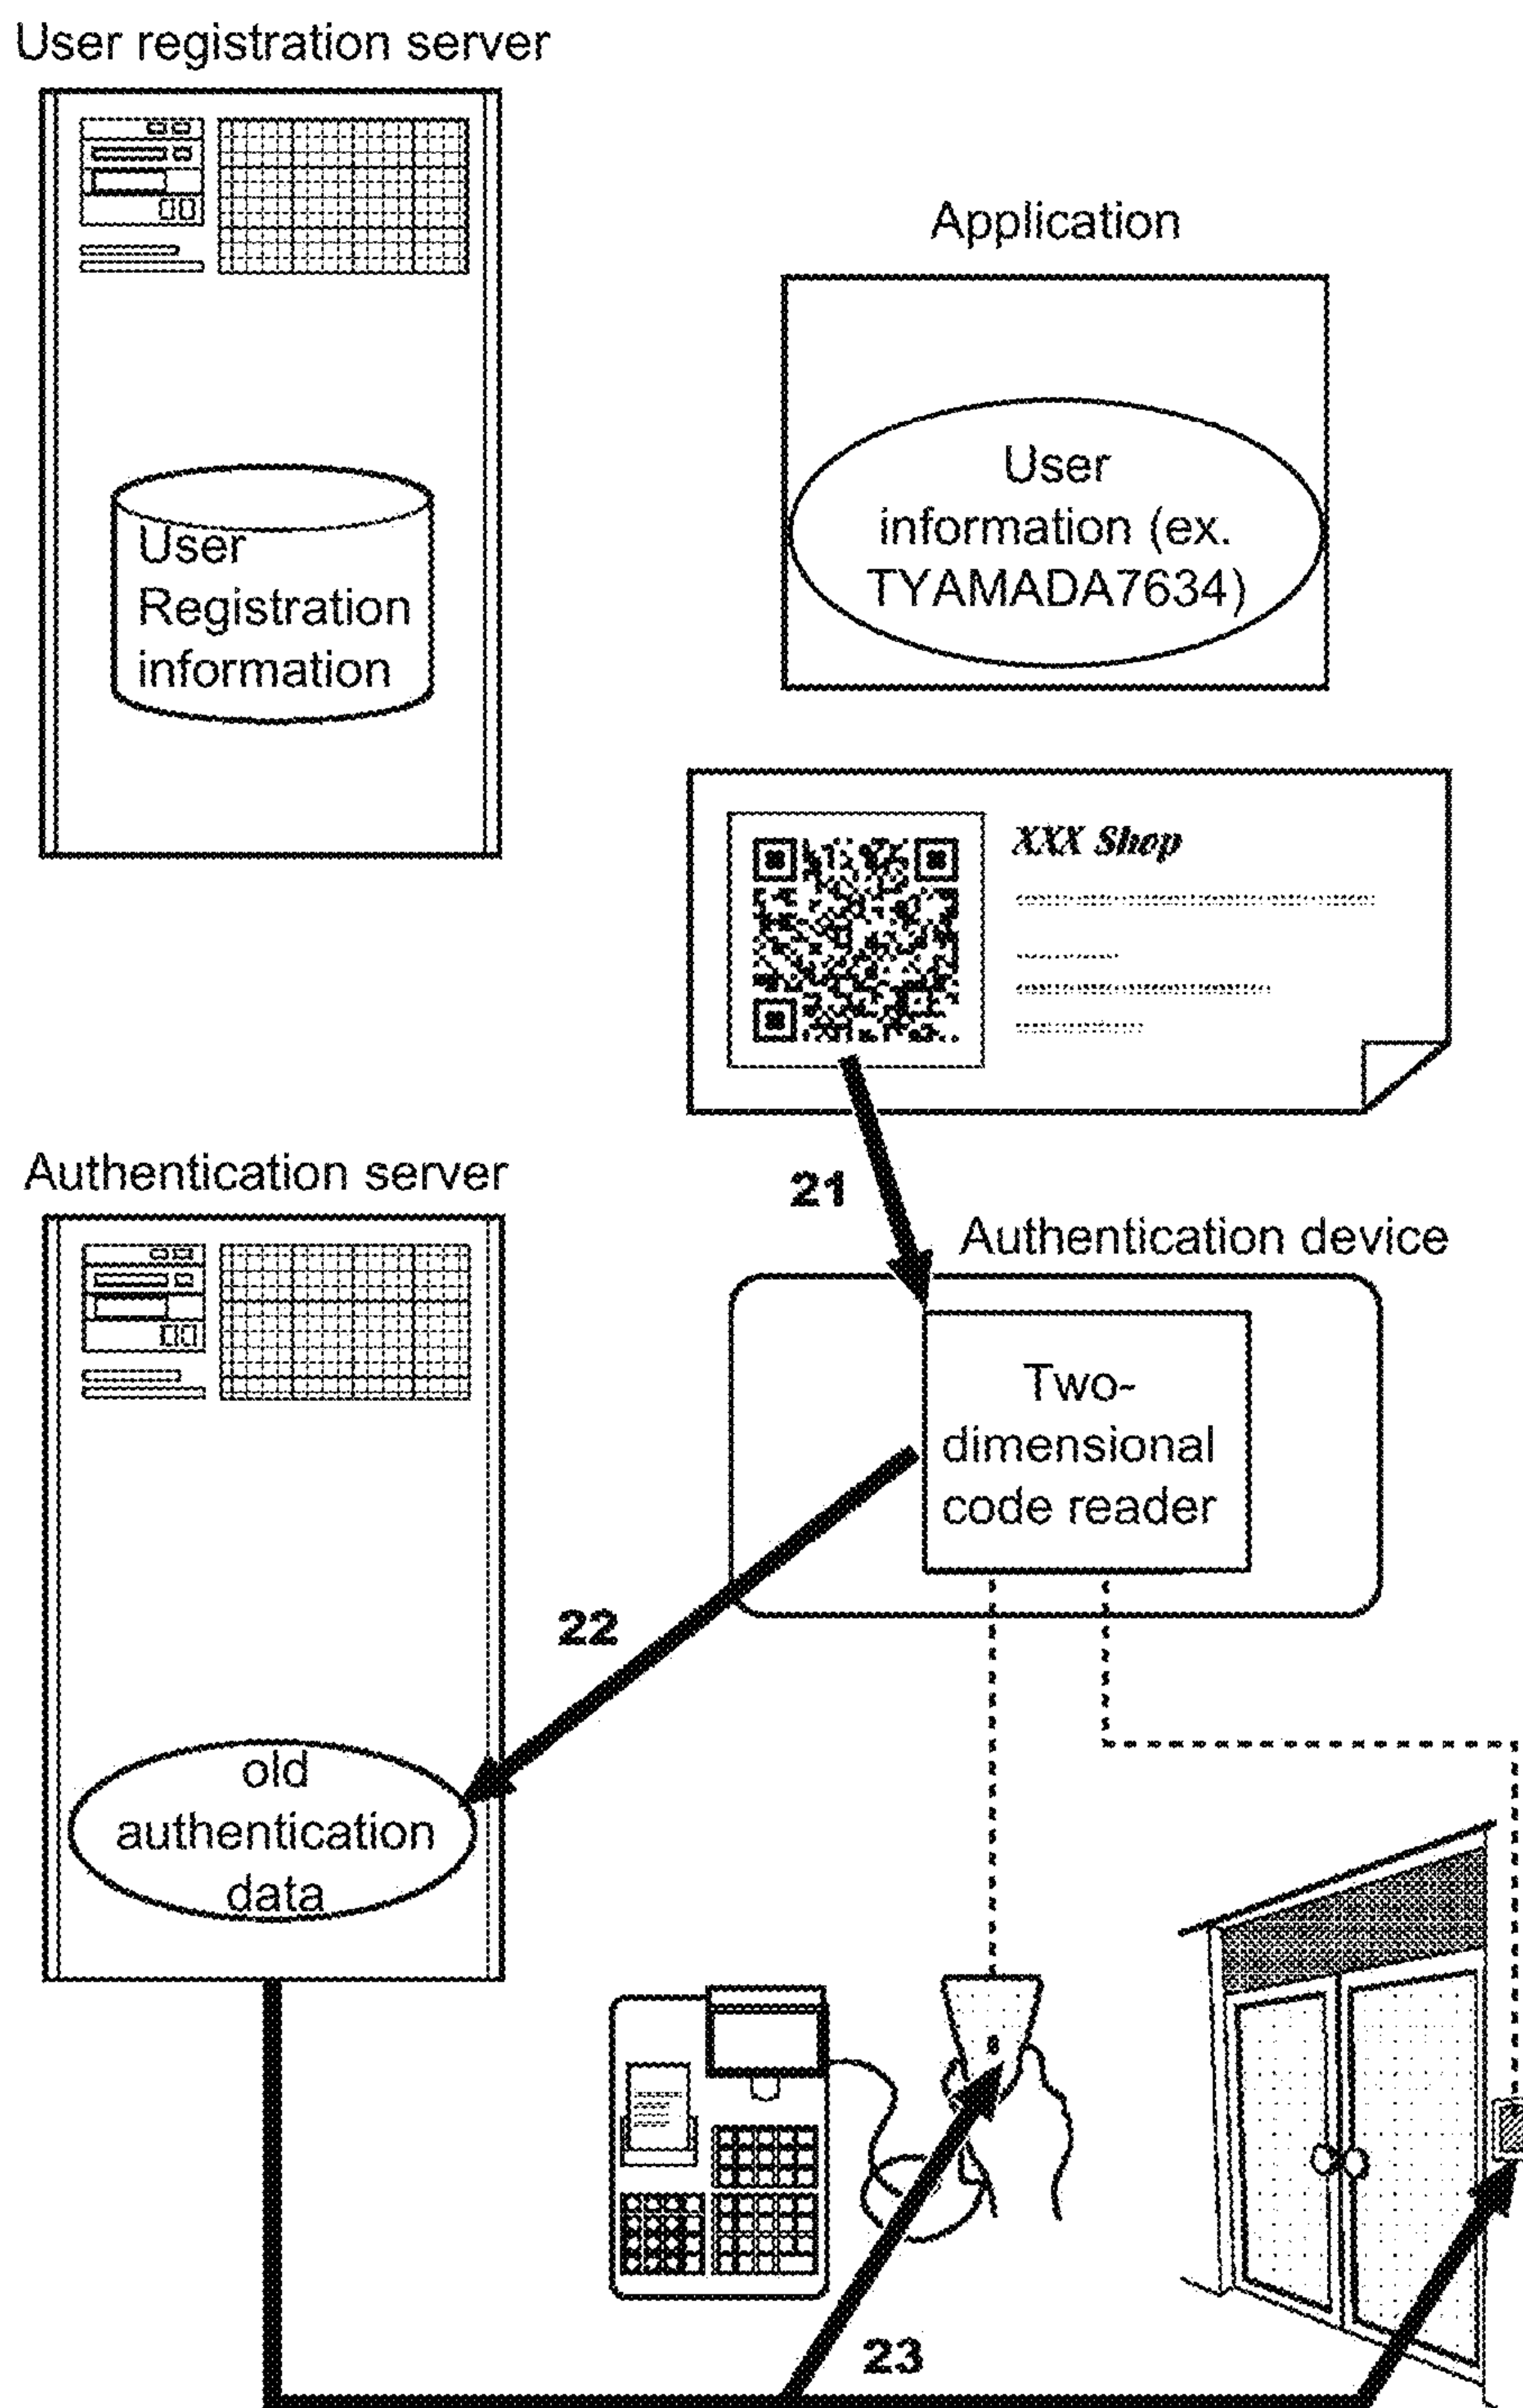 User registration server
User
Registration
information
Application
User
information (ex.
TYAMADA7634)
XXX Shop
21
Authentication server
Authentication device
Two-
dimensional
code reader
22
old
authentication
data
23